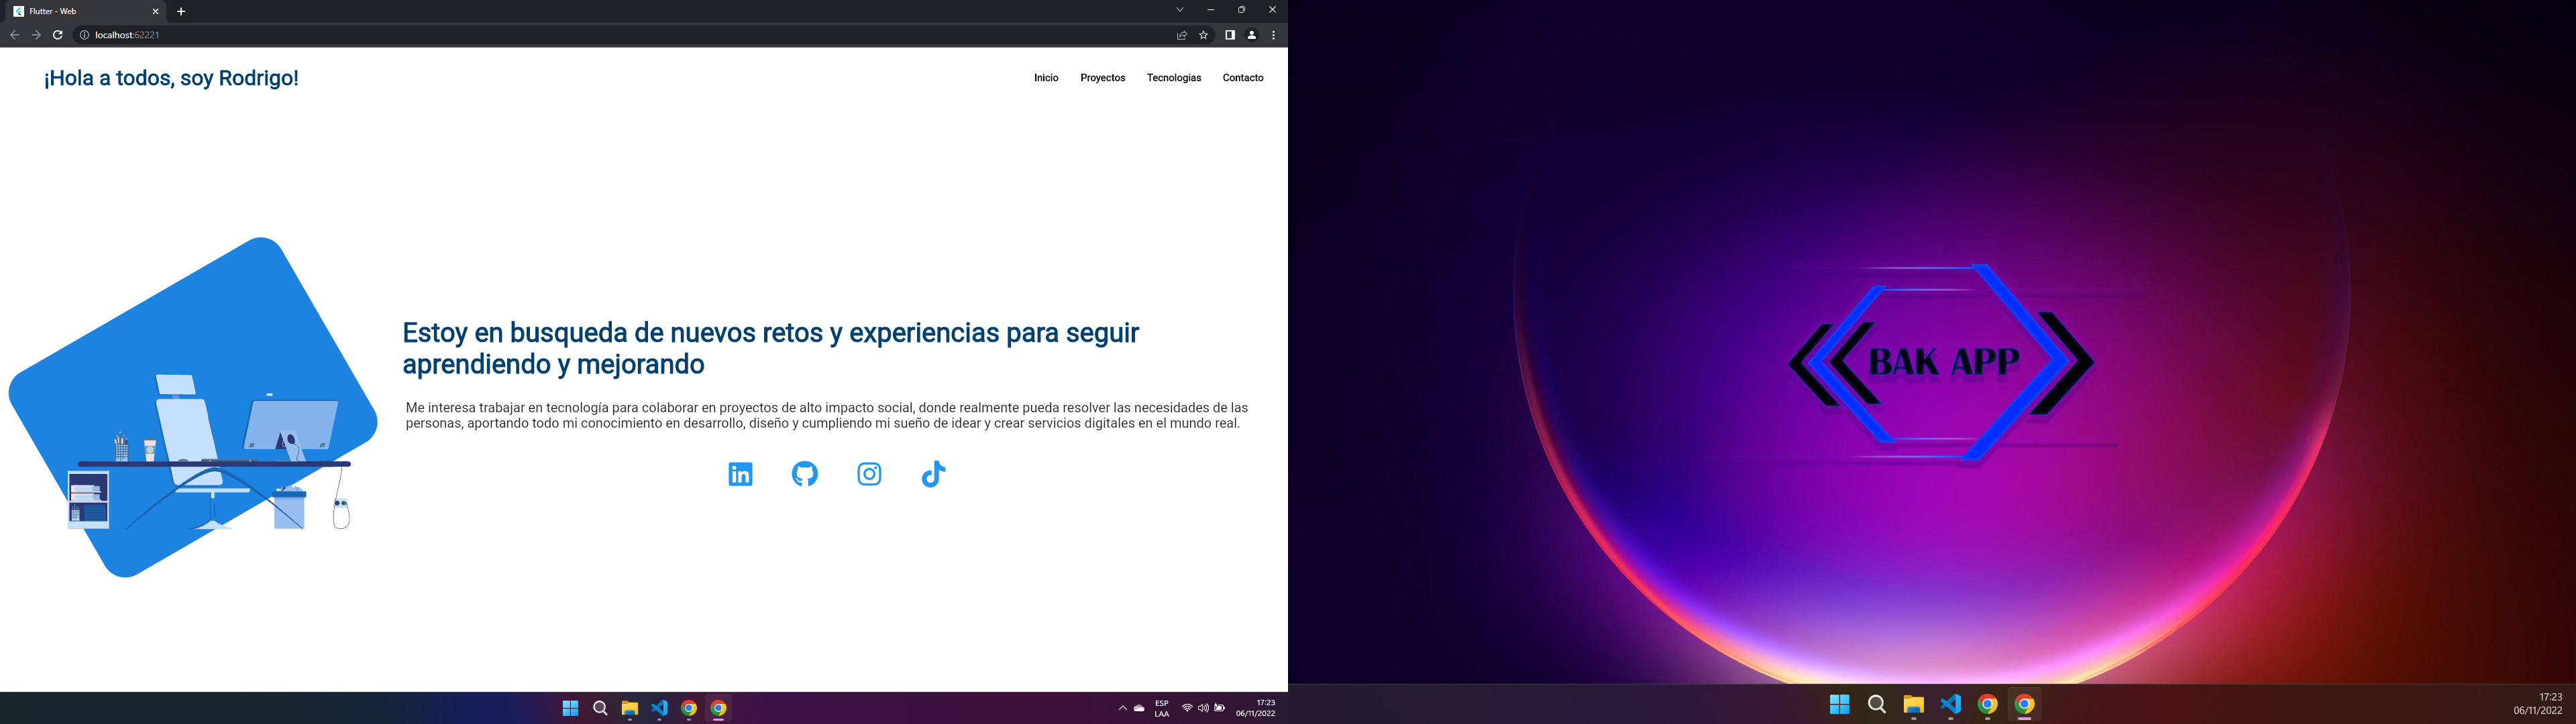 Flutter - Web
localhost:62221
¡Hola a todos, soy Rodrigo!
Inicio Proyectos Tecnologias Contacto
Estoy en busqueda de nuevos retos y experiencias para seguir
aprendiendo y mejorando
Me interesa trabajar en tecnología para colaborar en proyectos de alto impacto social, donde realmente pueda resolver las necesidades de las
personas, aportando todo mi conocimiento en desarrollo, diseño y cumpliendo mi sueño de idear y crear servicios digitales en el mundo real.
in
ESP
LAA
17:23
06/11/2022
BAK APP
17:23
06/11/2022